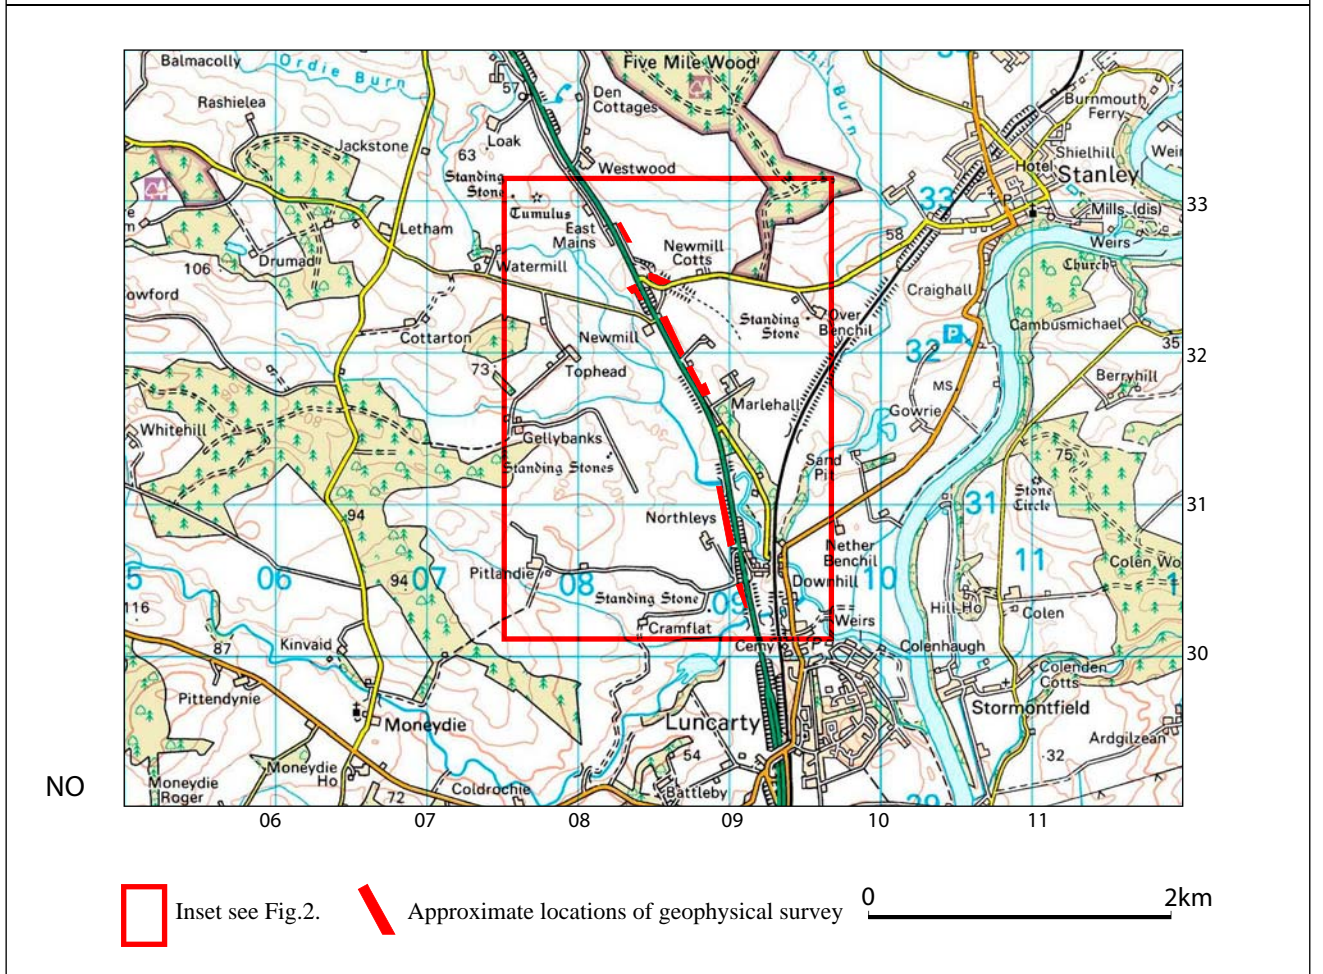 Balmacolly
Ordie Burn
Five Mile Wood
Rashielea
57
Den
Cottages
Burn
Burnmouth
Ferry
Jackstone
Loak
63
Westwood
Hotel
Shielhill
Weir
Stanley
Standing
Stone
Tumulus
East
Mains
33
P
Mills (dis)
33
Letham
Newmill
Cotts
58
Weirs
Drumad
106
Watermill
Church
owford
Craighall
Cottarton
Newmill
Standing
Stone
Over
Benchil
Cambusmichael
32
P
35
32
73
Tophead
MS
Berryhill
Marlehall
Gowrie
Whitehill
Gellybanks
Standing Stones
Sand
Pit
75
Stone
Circle
94
Northleys
31
31
Nether
Benchil
11
Colen Wo
5
06
94
07
Pitlandie
08
Downhill
10
1
116
Standing Stone
09
Hill Ho
Colen
Cramflat
Weirs
87
Kinvaid
Cemy
P
Colenhaugh
30
Colenden
Cotts
Pittendynie
Moneydie
Luncarty
Stormontfield
54
32
Ardgilzean
NO
Moneydie
Roger
Moneydie
Ho
72
Coldrochie
Battleby
29
06
07
08
09
10
11
Inset see Fig.2.
Approximate locations of geophysical survey
0
2km